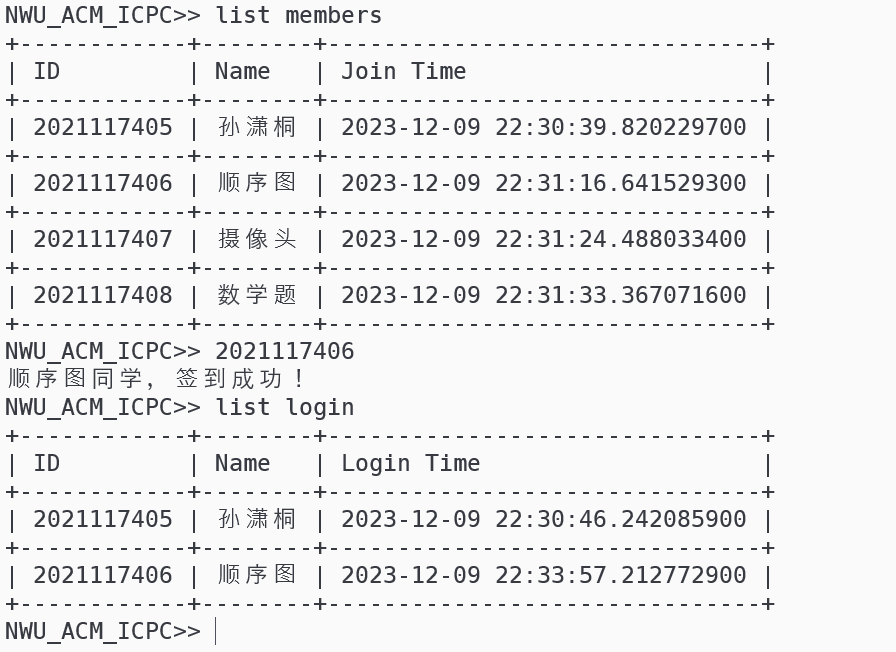 NWU_ACM_ICPC>> list members
+------------+--------+-------------------------------+
| ID         | Name   | Join Time                     |
+------------+--------+-------------------------------+
| 2021117405 | 孙潇桐 | 2023-12-09 22:30:39.820229700 |
+------------+--------+-------------------------------+
| 2021117406 | 顺序图 | 2023-12-09 22:31:16.641529300 |
+------------+--------+-------------------------------+
| 2021117407 | 摄像头 | 2023-12-09 22:31:24.488033400 |
+------------+--------+-------------------------------+
| 2021117408 | 数学题 | 2023-12-09 22:31:33.367071600 |
+------------+--------+-------------------------------+
NWU_ACM_ICPC>> 2021117406
顺序图同学，签到成功！
NWU_ACM_ICPC>> list login
+------------+--------+-------------------------------+
| ID         | Name   | Login Time                    |
+------------+--------+-------------------------------+
| 2021117405 | 孙潇桐 | 2023-12-09 22:30:46.242085900 |
+------------+--------+-------------------------------+
| 2021117406 | 顺序图 | 2023-12-09 22:33:57.212772900 |
+------------+--------+-------------------------------+
NWU_ACM_ICPC>>